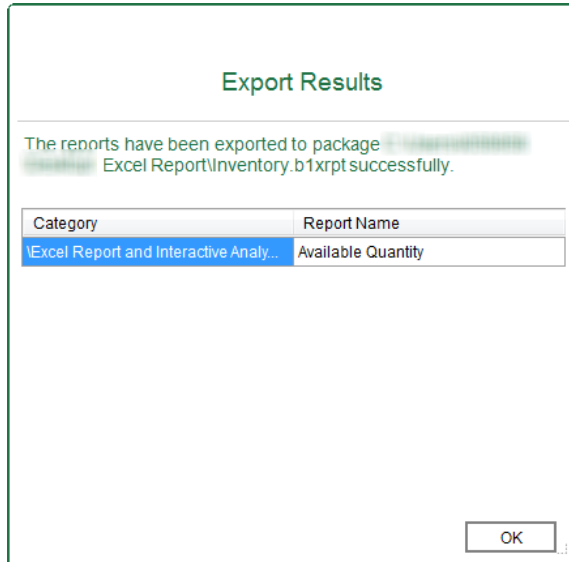 Export Results
The reports have been exported to package
Excel Report\Inventory.b1xrpt successfully.
Category Report Name
\Excel Report and Interactive Analy... Available Quantity
OK